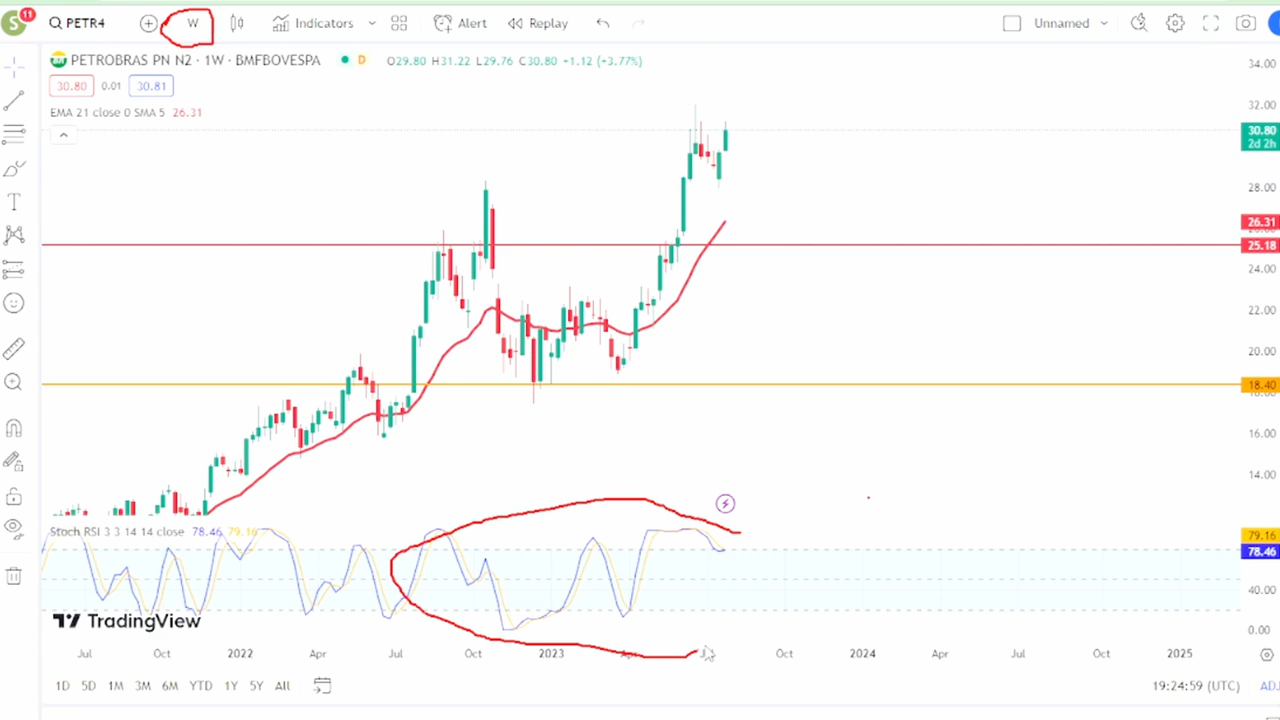 S 11 PETR4 W Indicators Alert Replay Unnamed
PETROBRAS PN N2 · 1W · BMFBOVESPA D O29.80 H31.22 L29.76 C30.80 +1.12 (+3.77%)
30.80 0.01 30.81
EMA 21 close 0 SMA 5 26.31
34.00
32.00
30.80
2d 2h
28.00
26.31
25.18
24.00
22.00
20.00
18.40
16.00
14.00
Stoch RSI 3 3 14 14 close 78.46 79.16
79.16
78.46
40.00
0.00
TradingView
Jul Oct 2022 Apr Jul Oct 2023 Oct 2024 Apr Jul Oct 2025
1D 5D 1M 3M 6M YTD 1Y 5Y All 19:24:59 (UTC) ADJ